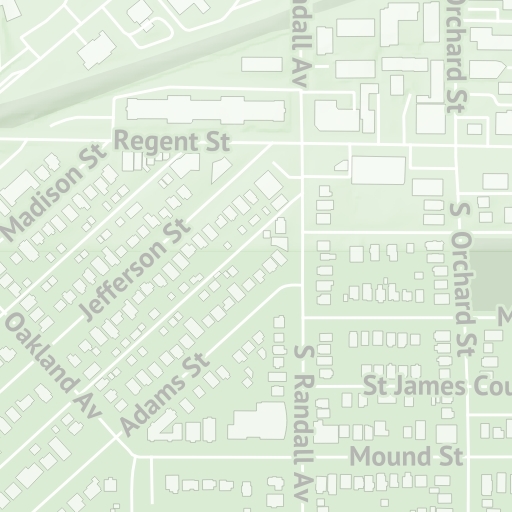 ndall Av
Orchard St
Regent St
Madison St
Jefferson St
S Orchard St
Oakland Av
Adams St
M
S Randall Av
St James Cou
Mound St